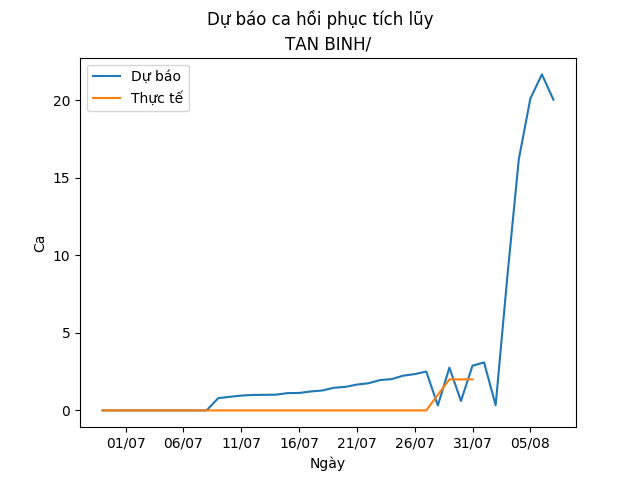 Dự báo ca hồi phục tích lũy
TAN BINH/
Dự báo
Thực tế
20
15
10
5
0
Ca
01/07 06/07 11/07 16/07 21/07 26/07 31/07 05/08
Ngày